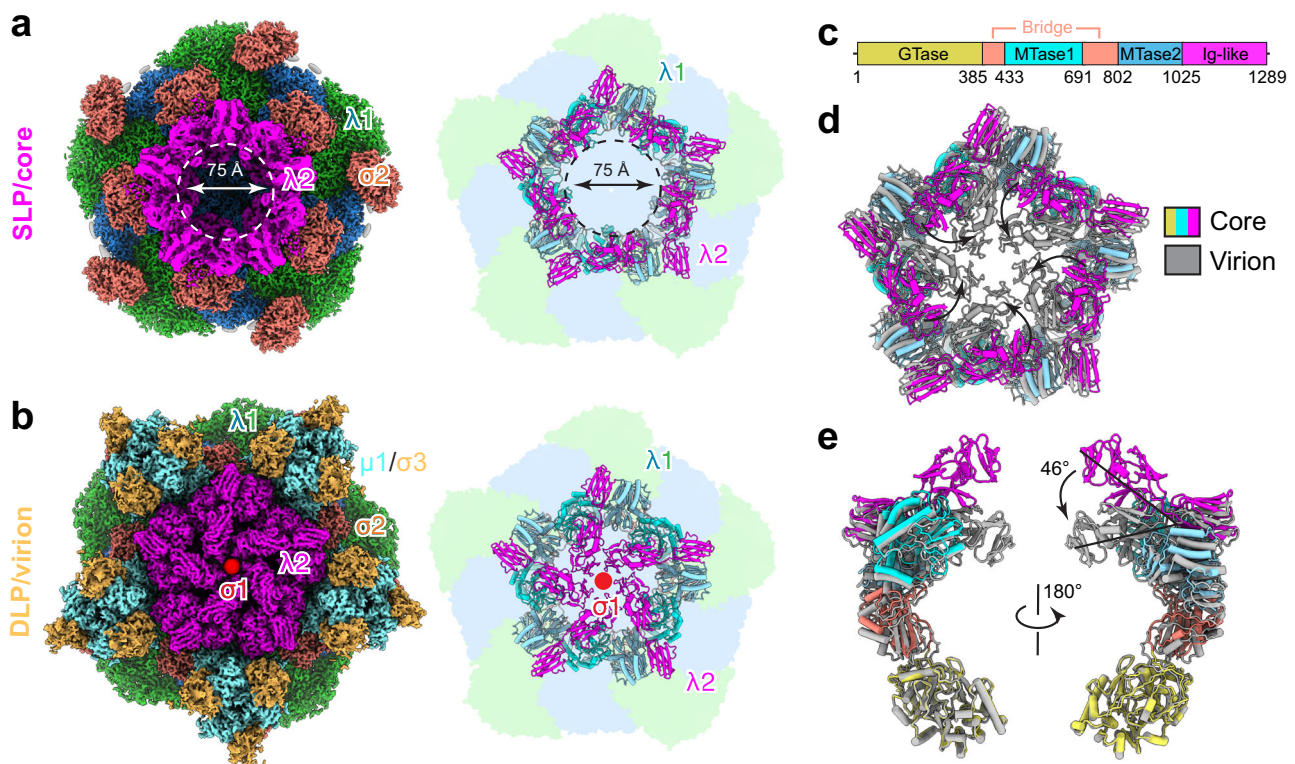 a
SLP/core
75 Å
λ1
λ2
σ2
75 Å
λ1
λ2
b
DLP/virion
λ1
μ1/σ3
σ2
λ2
σ1
λ1
σ1
λ2
c
Bridge
GTase MTase1 MTase2 Ig-like
1 385 433 691 802 1025 1289
d
Core
Virion
e
46°
180°